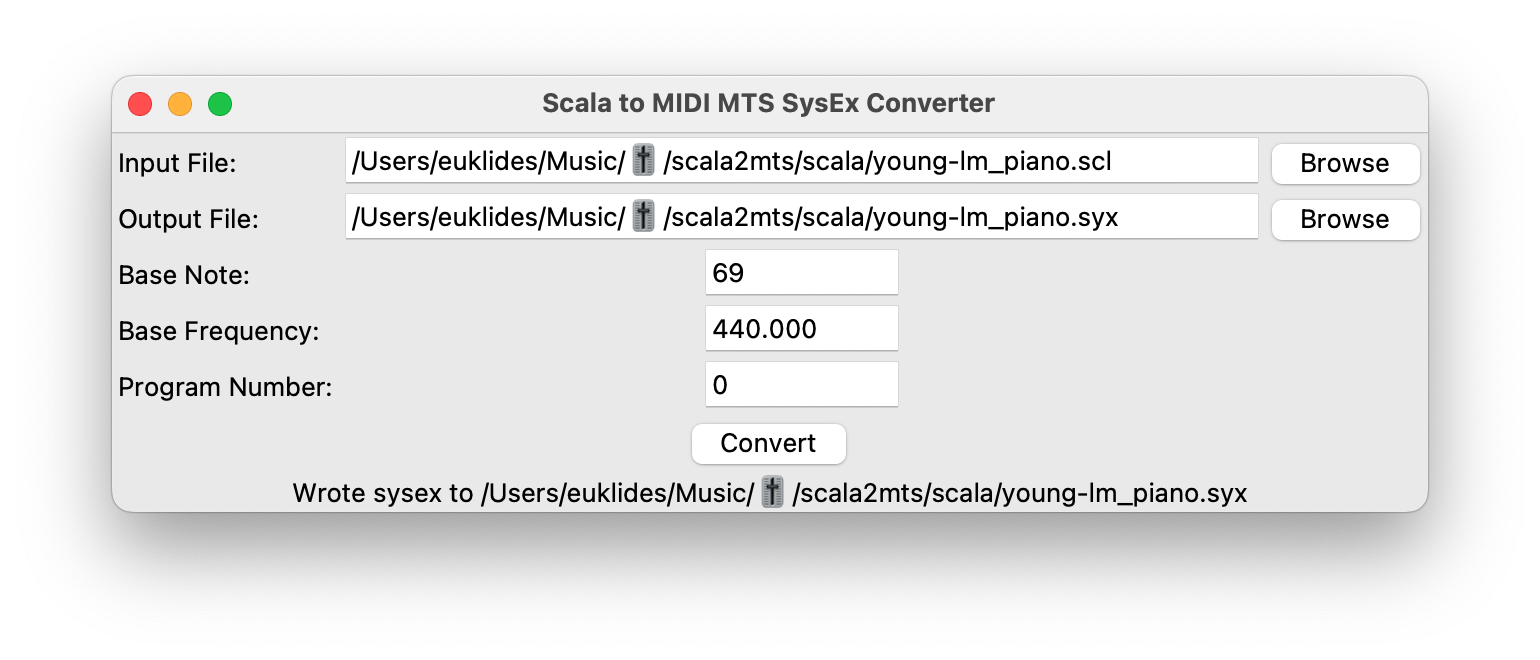 Scala to MIDI MTS SysEx Converter
Input File: /Users/euklides/Music/🎚️/scala2mts/scala/young-lm_piano.scl Browse
Output File: /Users/euklides/Music/🎚️/scala2mts/scala/young-lm_piano.syx Browse
Base Note: 69
Base Frequency: 440.000
Program Number: 0
Convert
Wrote sysex to /Users/euklides/Music/🎚️/scala2mts/scala/young-lm_piano.syx